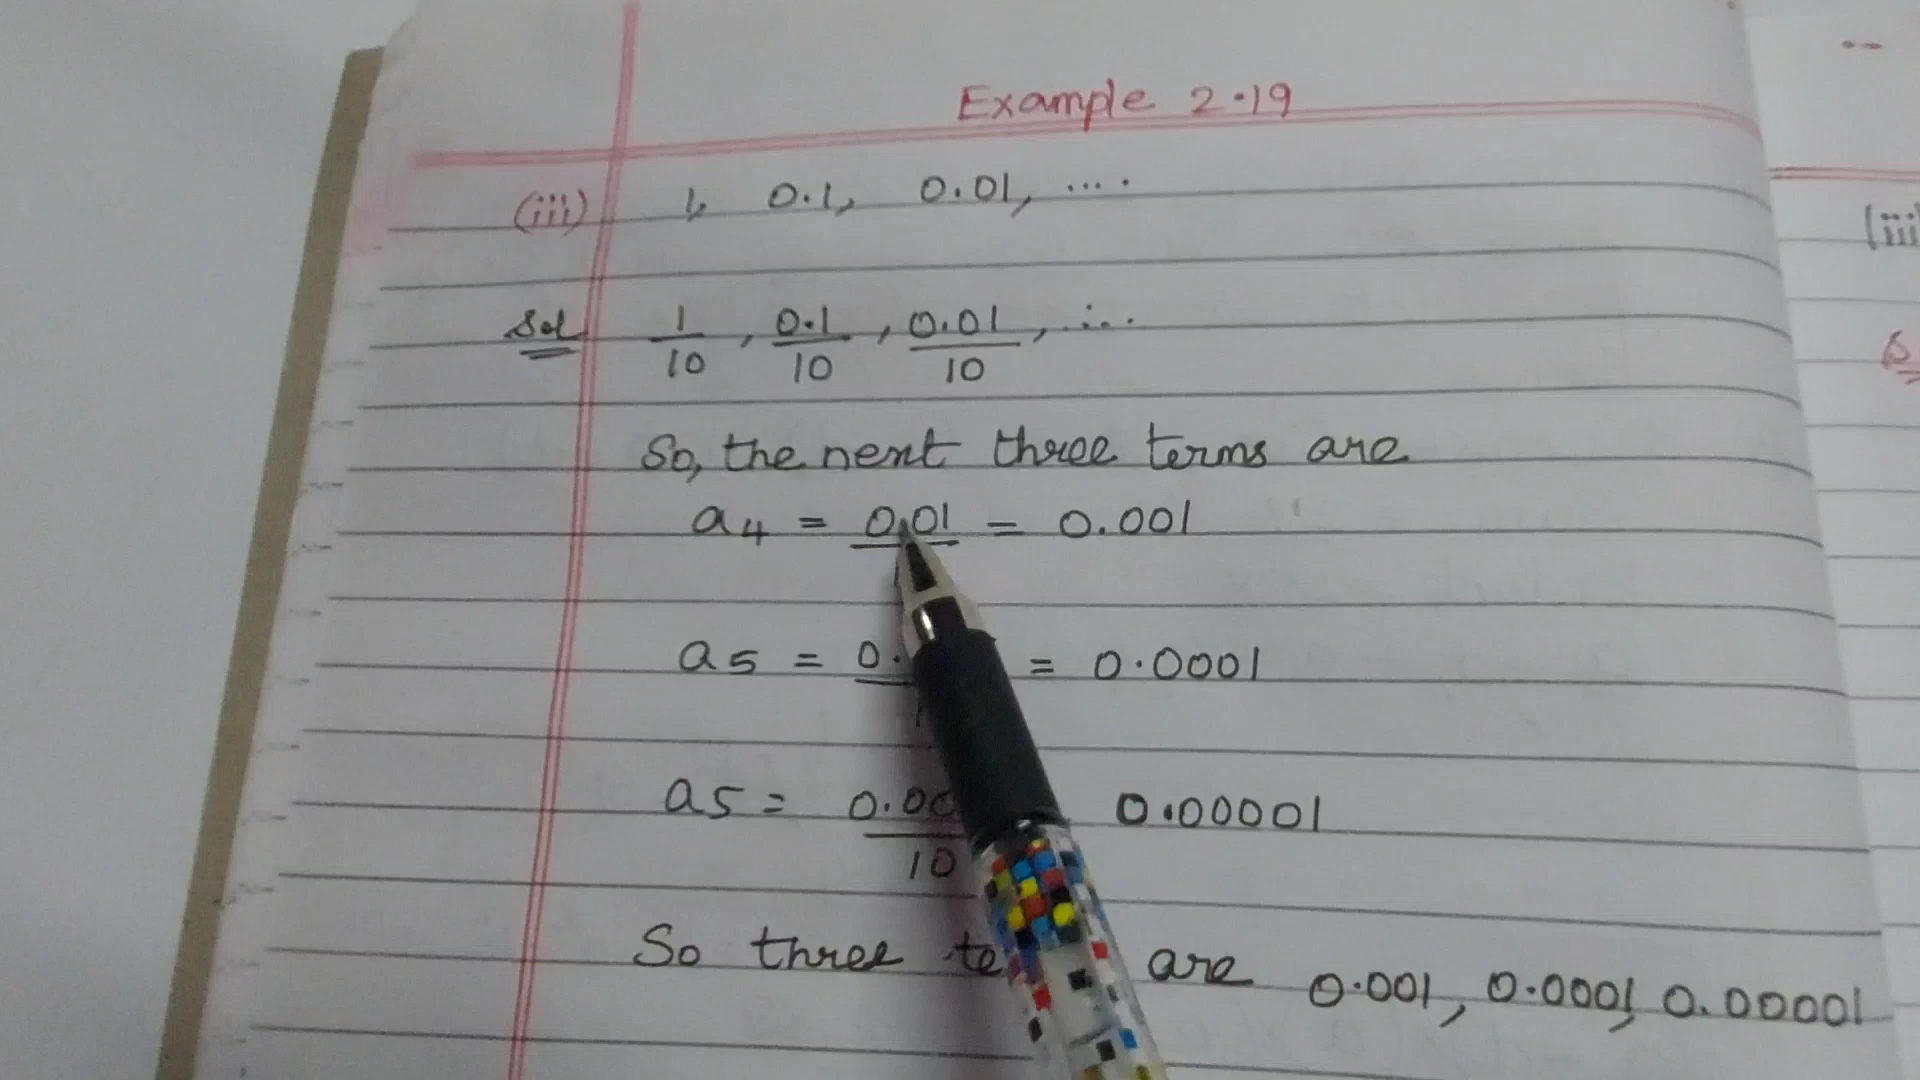 Example 2.19
(iii) 1, 0.1, 0.01, ....
Sol 1/10, 0.1/10, 0.01/10, ....
So, the next three terms are
a4 = 0.01 = 0.001
a5 = 0. = 0.0001
a5 = 0.00 /10 0.00001
So three are 0.001, 0.0001, 0.00001
(iii